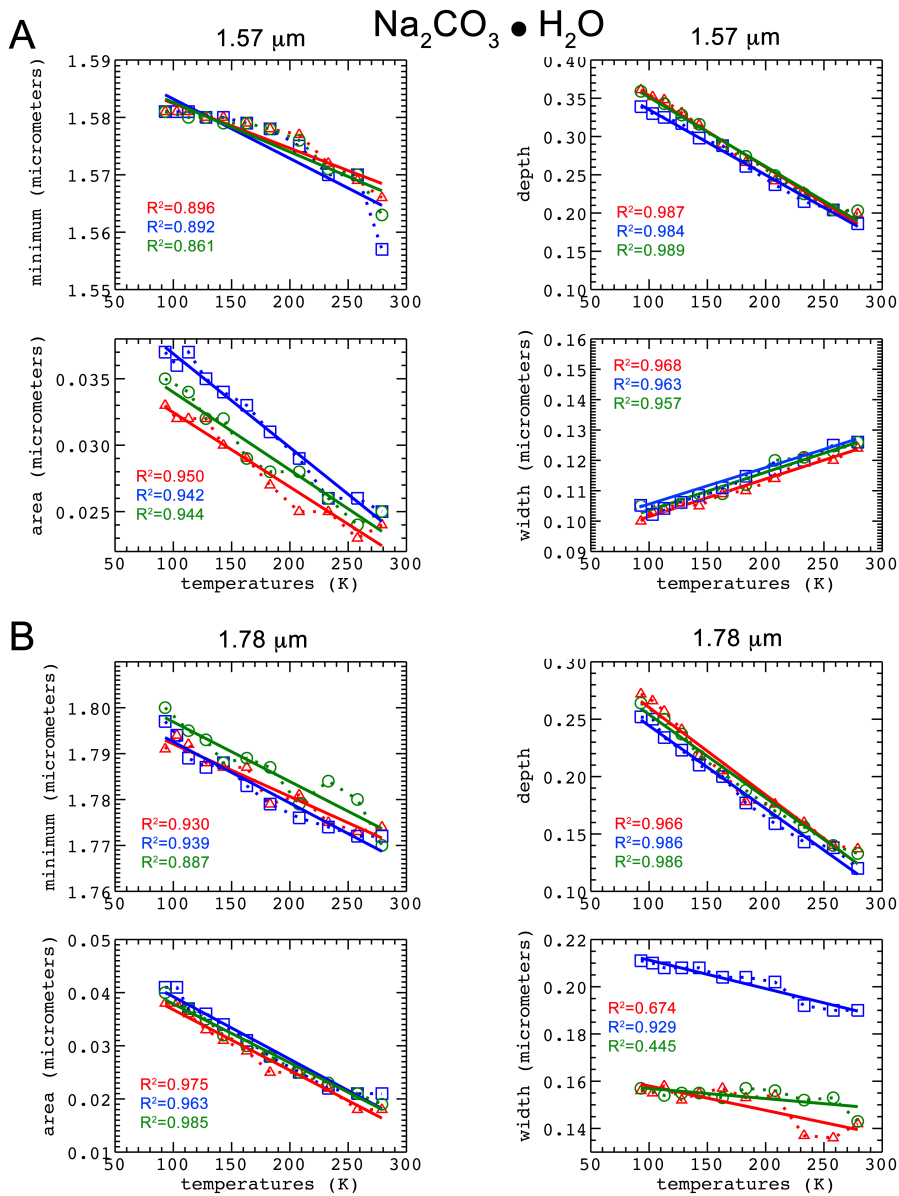 Na2CO3 • H2O
A
1.57 μm
1.59
1.58
1.57
1.56
1.55
minimum (micrometers)
R²=0.896
R²=0.892
R²=0.861
50 100 150 200 250 300
1.57 μm
0.40
0.35
0.30
0.25
0.20
0.15
0.10
depth
R²=0.987
R²=0.984
R²=0.989
50 100 150 200 250 300
0.035
0.030
0.025
area (micrometers)
R²=0.950
R²=0.942
R²=0.944
50 100 150 200 250 300
temperatures (K)
0.16
0.15
0.14
0.13
0.12
0.11
0.10
0.09
width (micrometers)
R²=0.968
R²=0.963
R²=0.957
50 100 150 200 250 300
temperatures (K)
B
1.78 μm
1.80
1.79
1.78
1.77
1.76
minimum (micrometers)
R²=0.930
R²=0.939
R²=0.887
50 100 150 200 250 300
1.78 μm
0.30
0.25
0.20
0.15
0.10
depth
R²=0.966
R²=0.986
R²=0.986
50 100 150 200 250 300
0.05
0.04
0.03
0.02
0.01
area (micrometers)
R²=0.975
R²=0.963
R²=0.985
50 100 150 200 250 300
temperatures (K)
0.22
0.20
0.16
0.14
width (micrometers)
R²=0.674
R²=0.929
R²=0.445
50 100 150 200 250 300
temperatures (K)